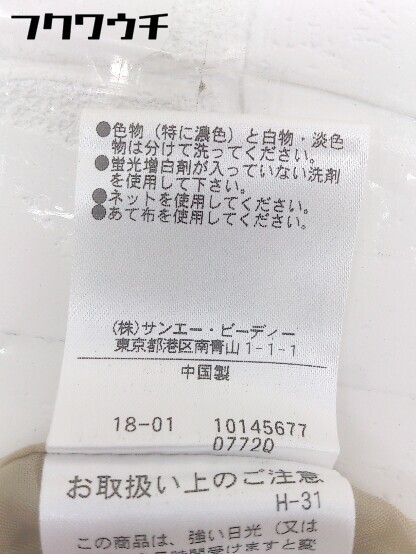 フクワウチ
●色物（特に濃色）と白物・淡色
物は分けて洗ってください。
●蛍光増白剤が入っていない洗剤
を使用して下さい。
●ネットを使用してください。
●あて布を使用してください。
(株)サンエー・ビーディー
東京都港区南青山1-1-1
中国製
18-01 10145677
0772Q
お取扱い上のご注意
H-31
この商品は、強い日光（又は